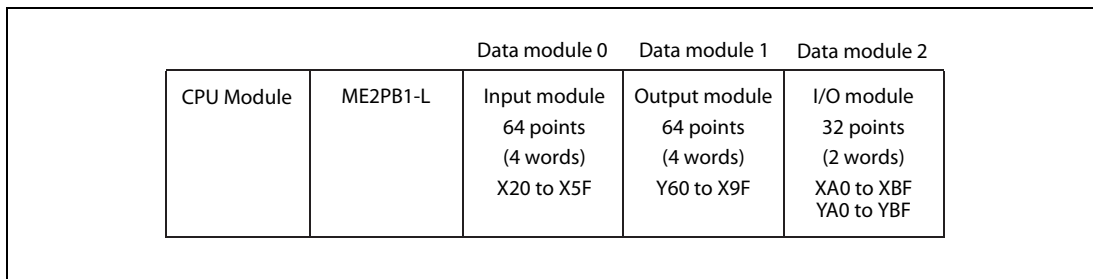 Data module 0 Data module 1 Data module 2
CPU Module ME2PB1-L Input module Output module I/O module
64 points 64 points 32 points
(4 words) (4 words) (2 words)
X20 to X5F Y60 to X9F XA0 to XBF
YA0 to YBF